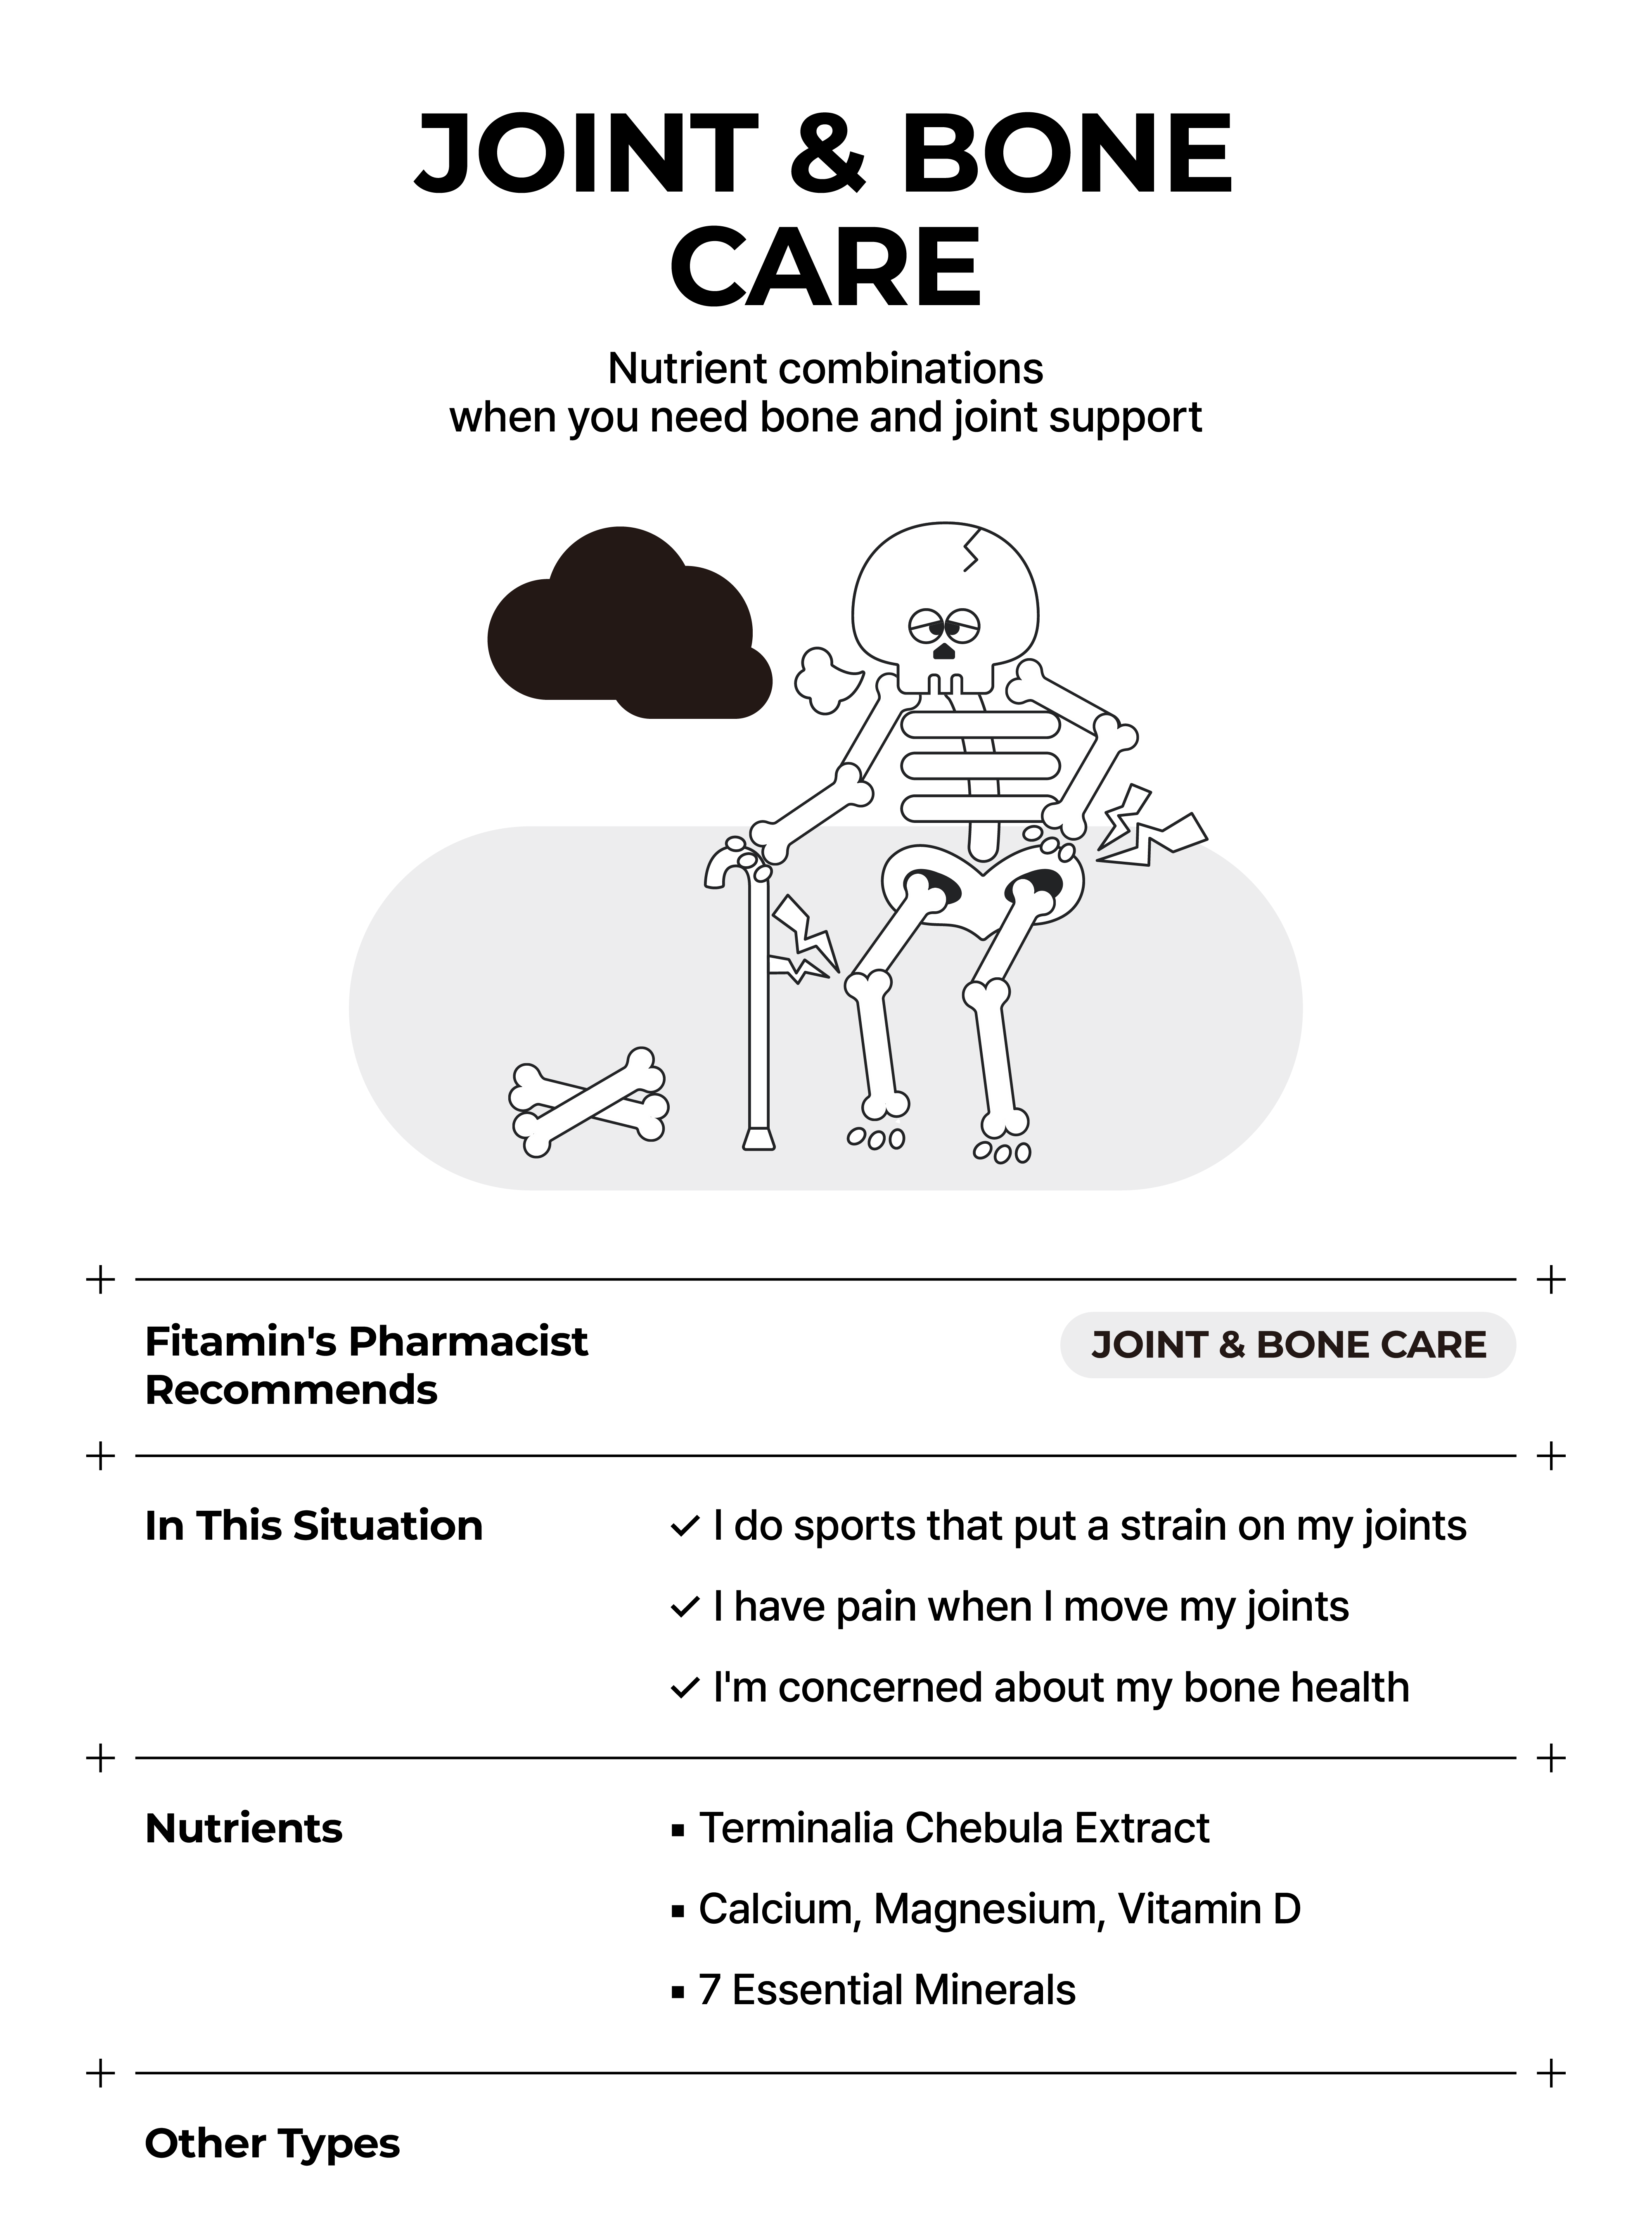 JOINT & BONE
CARE
Nutrient combinations
when you need bone and joint support
Fitamin's Pharmacist
Recommends
JOINT & BONE CARE
In This Situation
I do sports that put a strain on my joints
I have pain when I move my joints
I'm concerned about my bone health
Nutrients
Terminalia Chebula Extract
Calcium, Magnesium, Vitamin D
7 Essential Minerals
Other Types